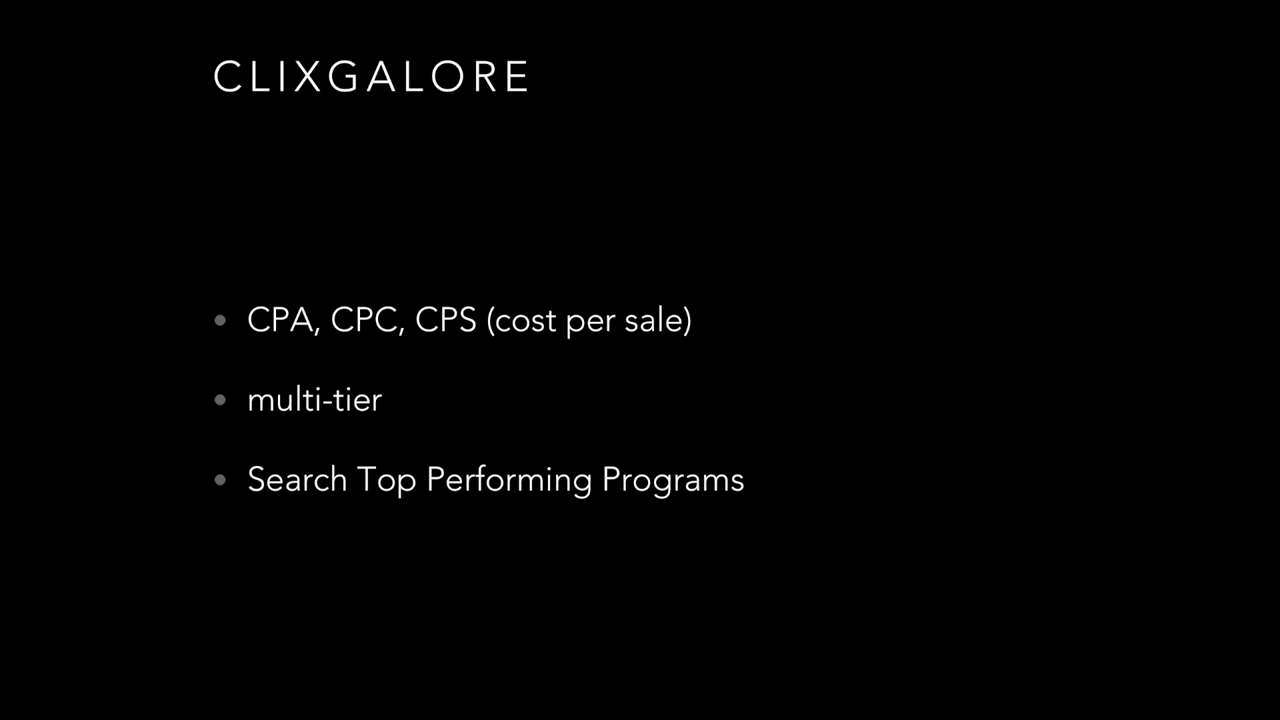 CLIXGALORE
• CPA, CPC, CPS (cost per sale)
• multi-tier
• Search Top Performing Programs